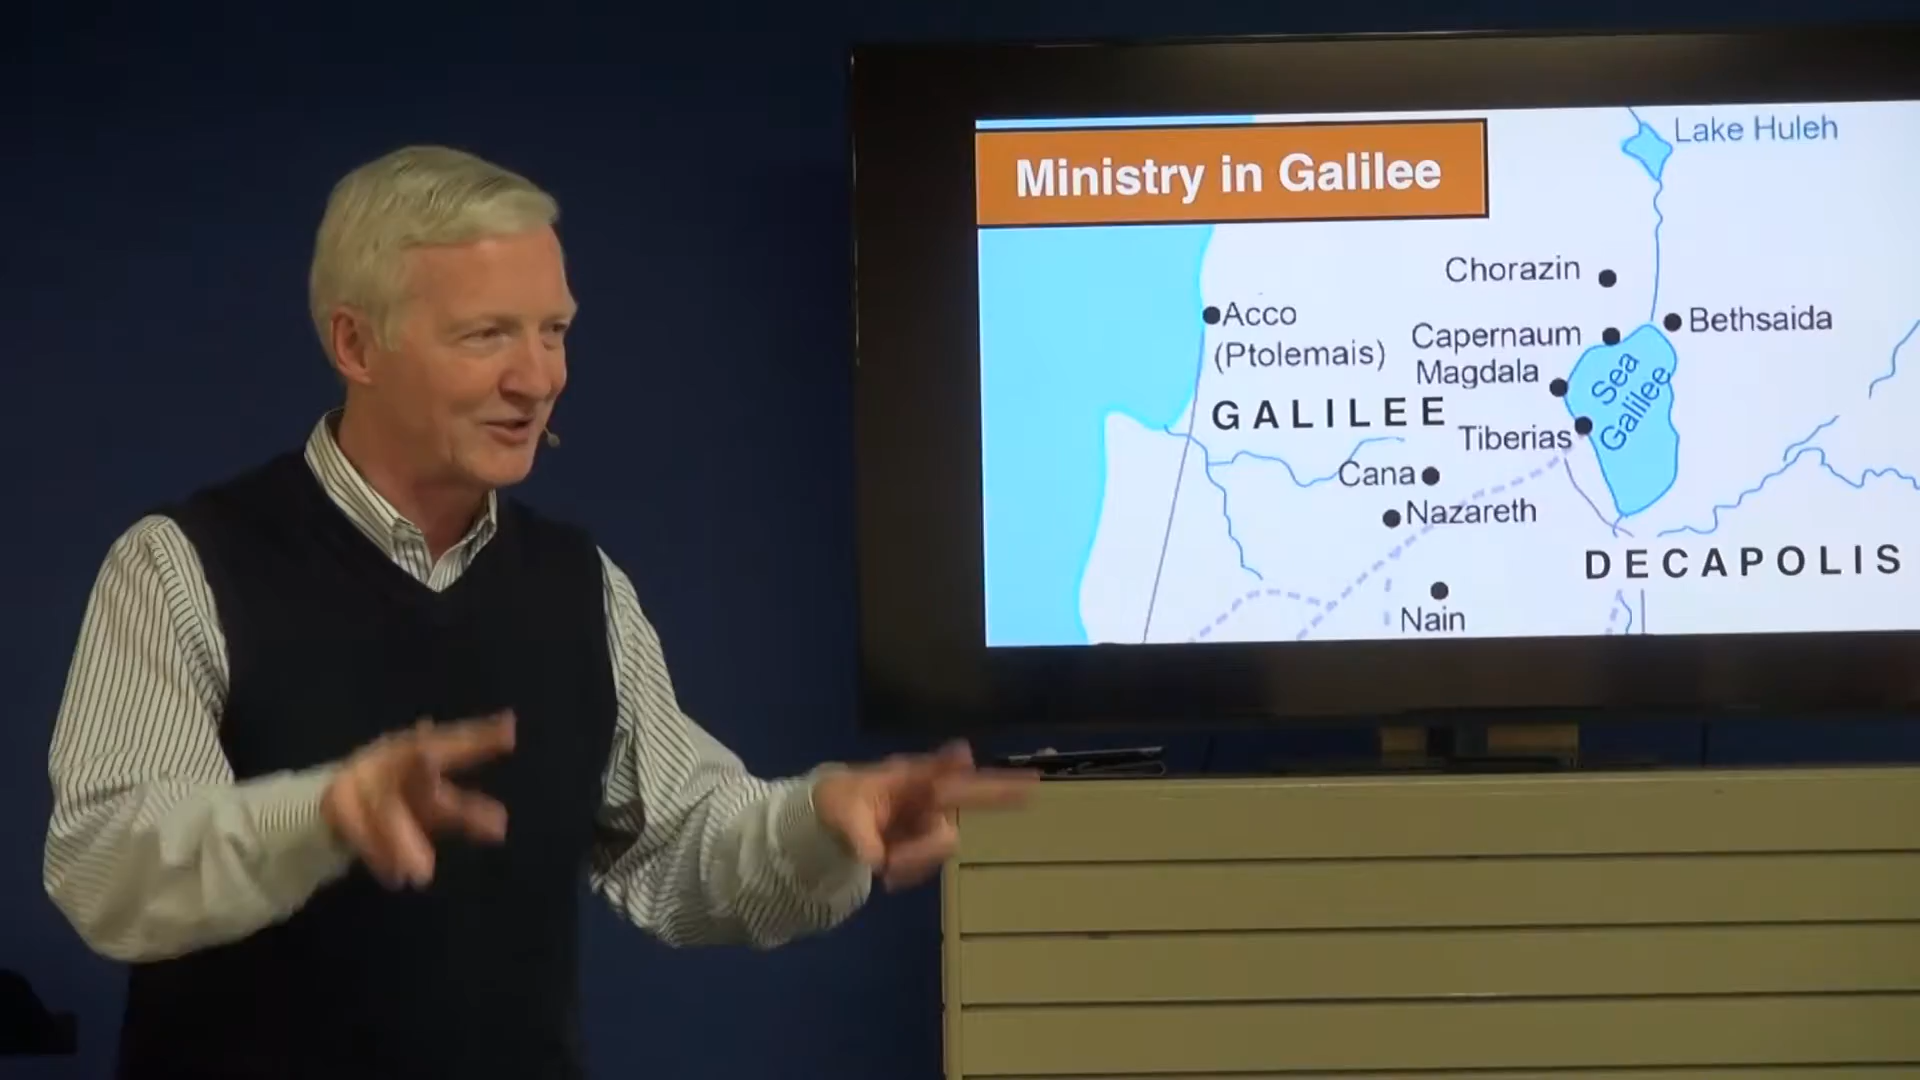 Ministry in Galilee
Lake Huleh
Chorazin
Acco
(Ptolemais)
Capernaum
Bethsaida
Magdala
Sea
Galilee
GALILEE
Tiberias
Cana
Nazareth
DECAPOLIS
Nain